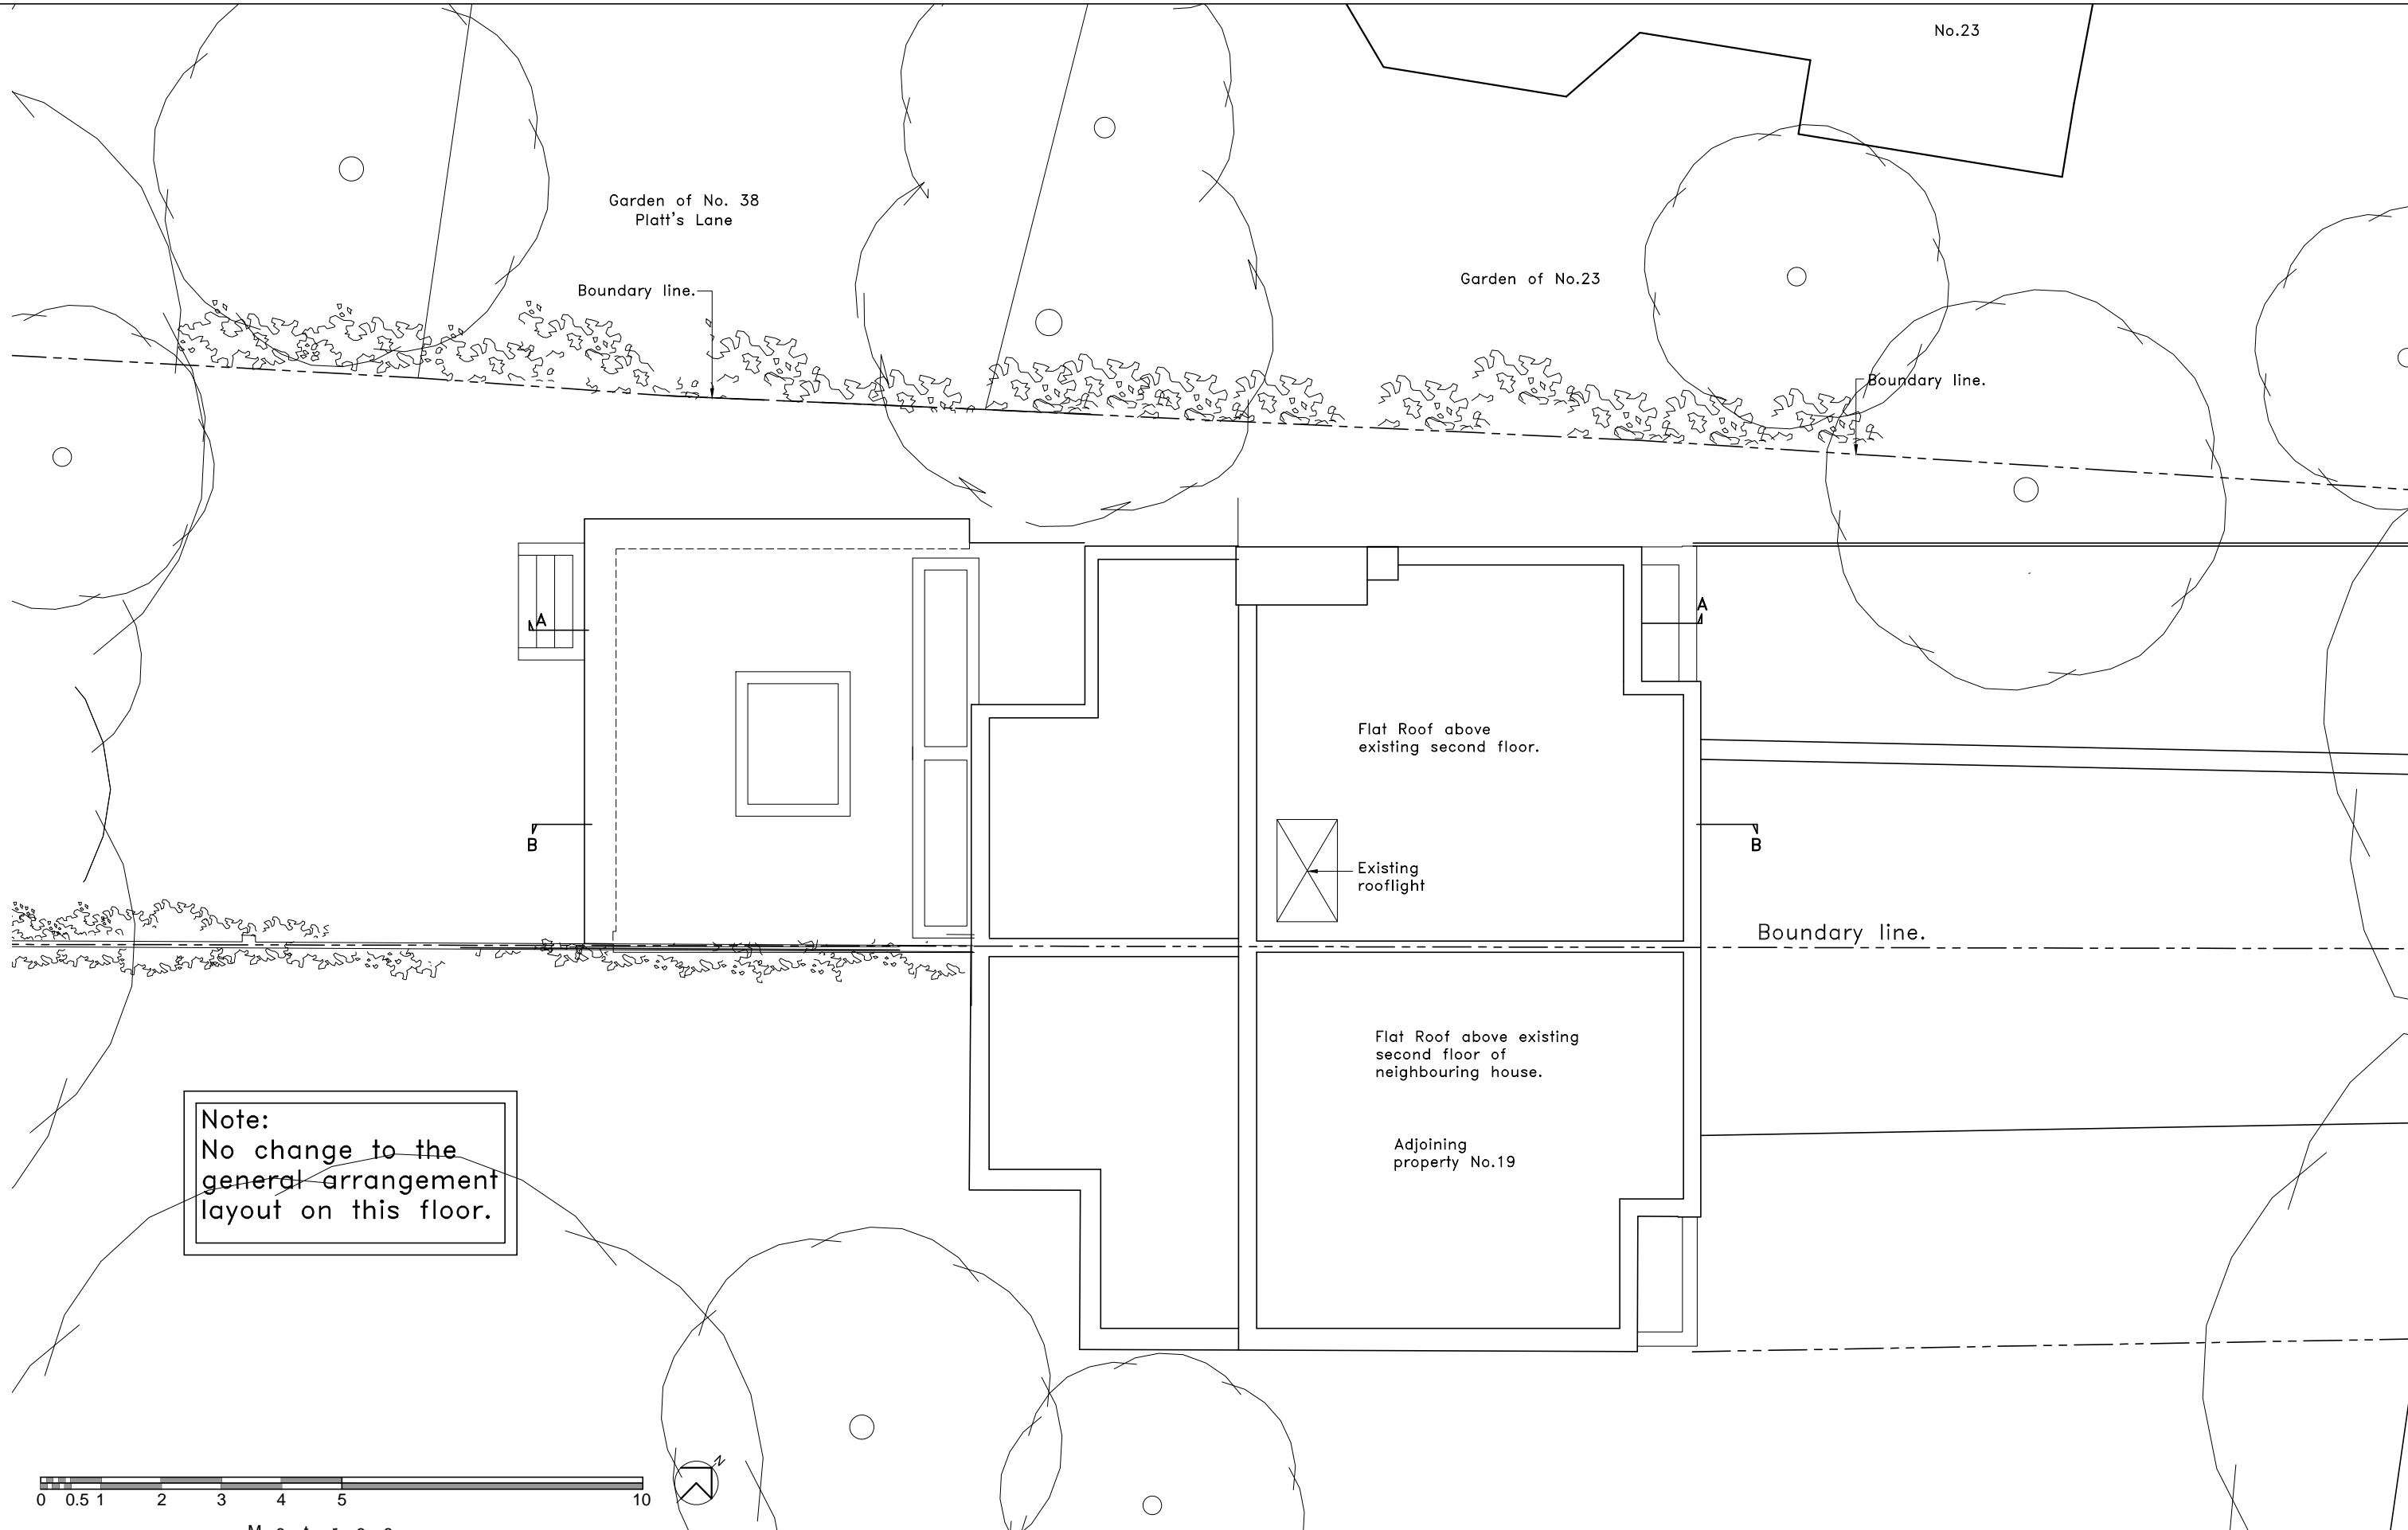 No.23
Garden of No. 38
Platt's Lane
Boundary line.
Garden of No.23
Boundary line.
A
A
Flat Roof above
existing second floor.
B
B
Existing
rooflight
Boundary line.
Flat Roof above existing
second floor of
neighbouring house.
Adjoining
property No.19
Note:
No change to the
general arrangement
layout on this floor.
N
0 0.5 1 2 3 4 5 10